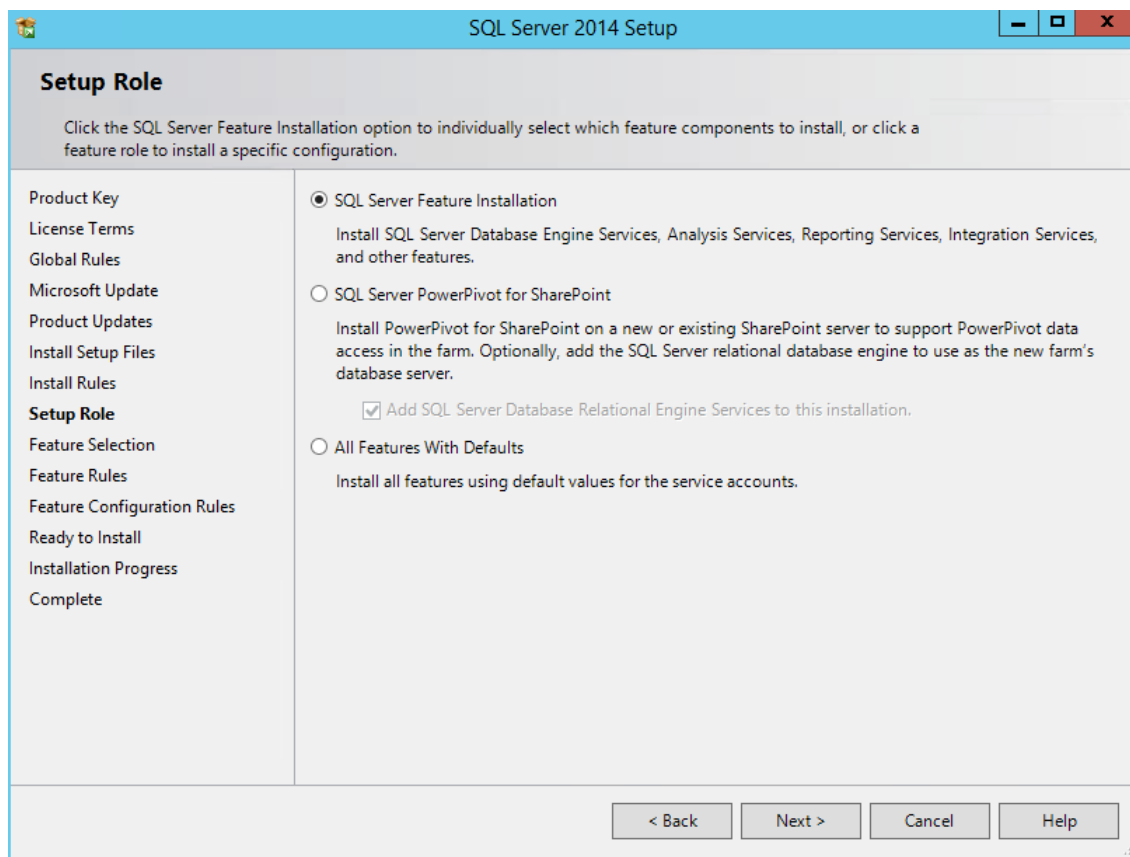 SQL Server 2014 Setup
Setup Role
Click the SQL Server Feature Installation option to individually select which feature components to install, or click a
feature role to install a specific configuration.
Product Key
License Terms
Global Rules
Microsoft Update
Product Updates
Install Setup Files
Install Rules
Setup Role
Feature Selection
Feature Rules
Feature Configuration Rules
Ready to Install
Installation Progress
Complete
SQL Server Feature Installation
Install SQL Server Database Engine Services, Analysis Services, Reporting Services, Integration Services,
and other features.
SQL Server PowerPivot for SharePoint
Install PowerPivot for SharePoint on a new or existing SharePoint server to support PowerPivot data
access in the farm. Optionally, add the SQL Server relational database engine to use as the new farm's
database server.
Add SQL Server Database Relational Engine Services to this installation.
All Features With Defaults
Install all features using default values for the service accounts.
< Back
Next >
Cancel
Help